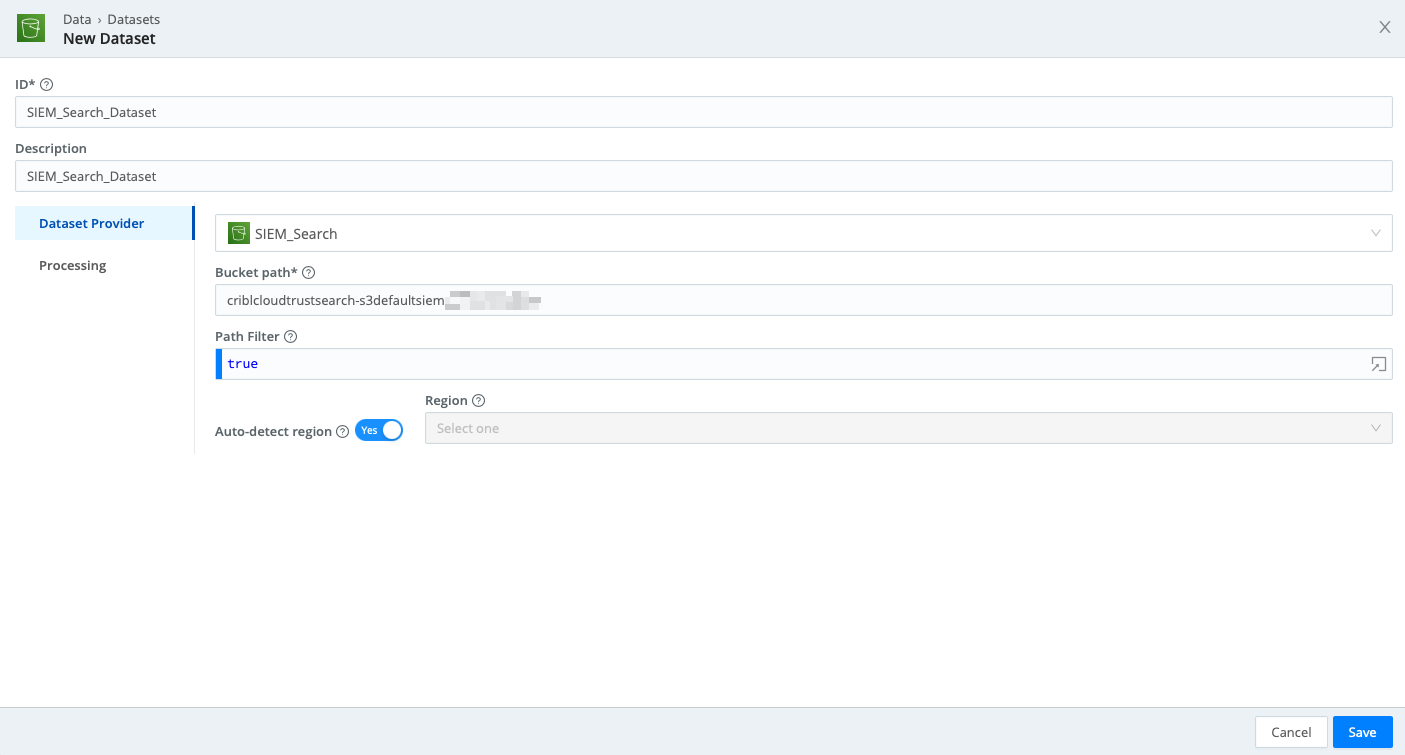 Data › Datasets
New Dataset
ID*
SIEM_Search_Dataset
Description
SIEM_Search_Dataset
Dataset Provider
Processing
SIEM_Search
Bucket path*
criblcloudtrustsearch-s3defaultsiem
Path Filter
true
Region
Auto-detect region Yes
Select one
Cancel Save